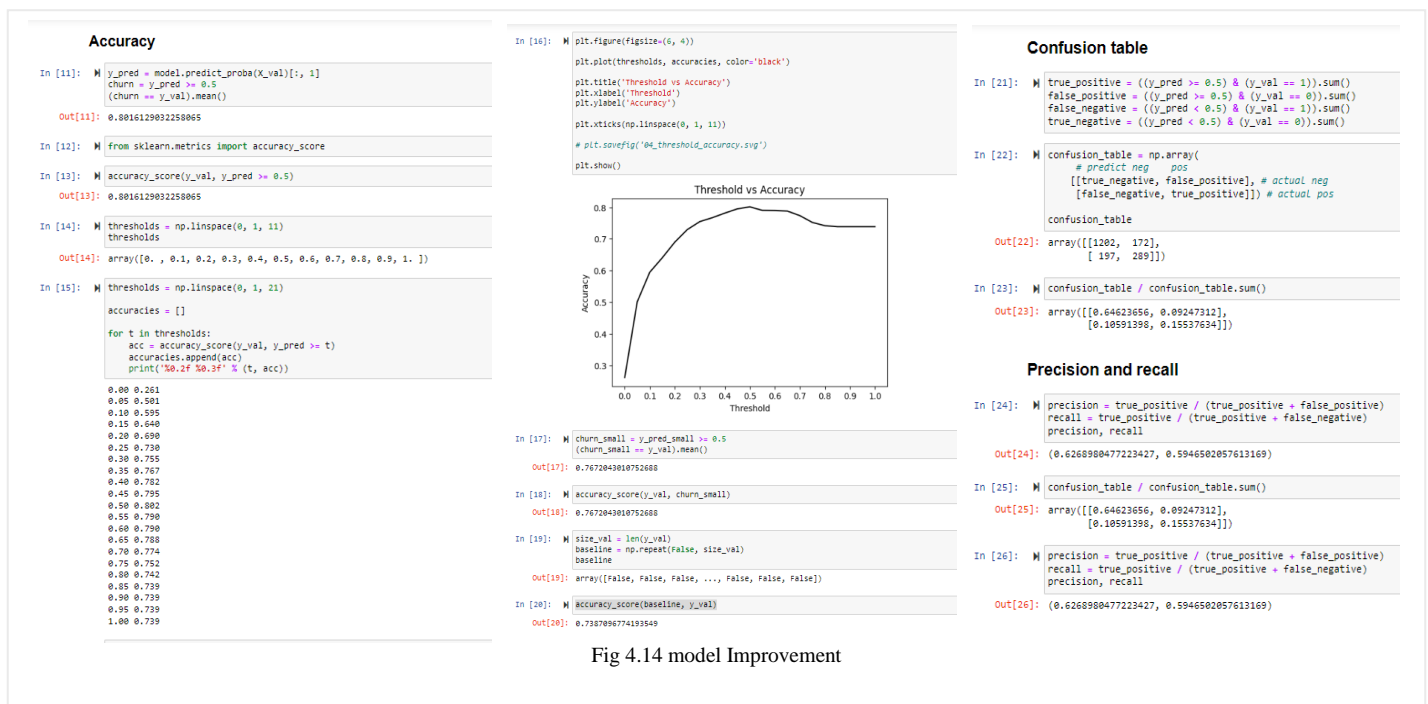 Accuracy
In [11]: y_pred = model.predict_proba(X_val)[:, 1]
churn = y_pred >= 0.5
(churn == y_val).mean()
Out[11]: 0.8016129032258065
In [12]: from sklearn.metrics import accuracy_score
In [13]: accuracy_score(y_val, y_pred >= 0.5)
Out[13]: 0.8016129032258065
In [14]: thresholds = np.linspace(0, 1, 11)
thresholds
Out[14]: array([0. , 0.1, 0.2, 0.3, 0.4, 0.5, 0.6, 0.7, 0.8, 0.9, 1. ])
In [15]: thresholds = np.linspace(0, 1, 21)
accuracies = []
for t in thresholds:
acc = accuracy_score(y_val, y_pred >= t)
accuracies.append(acc)
print('%0.2f %0.3f' % (t, acc))
0.00 0.261
0.05 0.501
0.10 0.595
0.15 0.640
0.20 0.690
0.25 0.730
0.30 0.755
0.35 0.767
0.40 0.782
0.45 0.795
0.50 0.802
0.55 0.790
0.60 0.790
0.65 0.788
0.70 0.774
0.75 0.752
0.80 0.742
0.85 0.739
0.90 0.739
0.95 0.739
1.00 0.739
In [16]: plt.figure(figsize=(6, 4))
plt.plot(thresholds, accuracies, color='black')
plt.title('Threshold vs Accuracy')
plt.xlabel('Threshold')
plt.ylabel('Accuracy')
plt.xticks(np.linspace(0, 1, 11))
# plt.savefig('04_threshold_accuracy.svg')
plt.show()
Threshold vs Accuracy
0.8
0.7
0.6
0.5
0.4
0.3
Accuracy
0.0 0.1 0.2 0.3 0.4 0.5 0.6 0.7 0.8 0.9 1.0
Threshold
In [17]: churn_small = y_pred_small >= 0.5
(churn_small == y_val).mean()
Out[17]: 0.7672043010752688
In [18]: accuracy_score(y_val, churn_small)
Out[18]: 0.7672043010752688
In [19]: size_val = len(y_val)
baseline = np.repeat(False, size_val)
baseline
Out[19]: array([False, False, False, ..., False, False, False])
In [20]: accuracy_score(baseline, y_val)
Out[20]: 0.7387096774193549
Confusion table
In [21]: true_positive = ((y_pred >= 0.5) & (y_val == 1)).sum()
false_positive = ((y_pred >= 0.5) & (y_val == 0)).sum()
false_negative = ((y_pred < 0.5) & (y_val == 1)).sum()
true_negative = ((y_pred < 0.5) & (y_val == 0)).sum()
In [22]: confusion_table = np.array(
# predict neg pos
[[true_negative, false_positive], # actual neg
[false_negative, true_positive]]) # actual pos
confusion_table
Out[22]: array([[1202, 172],
[ 197, 289]])
In [23]: confusion_table / confusion_table.sum()
Out[23]: array([[0.64623656, 0.09247312],
[0.10591398, 0.15537634]])
Precision and recall
In [24]: precision = true_positive / (true_positive + false_positive)
recall = true_positive / (true_positive + false_negative)
precision, recall
Out[24]: (0.6268980477223427, 0.5946502057613169)
In [25]: confusion_table / confusion_table.sum()
Out[25]: array([[0.64623656, 0.09247312],
[0.10591398, 0.15537634]])
In [26]: precision = true_positive / (true_positive + false_positive)
recall = true_positive / (true_positive + false_negative)
precision, recall
Out[26]: (0.6268980477223427, 0.5946502057613169)
Fig 4.14 model Improvement